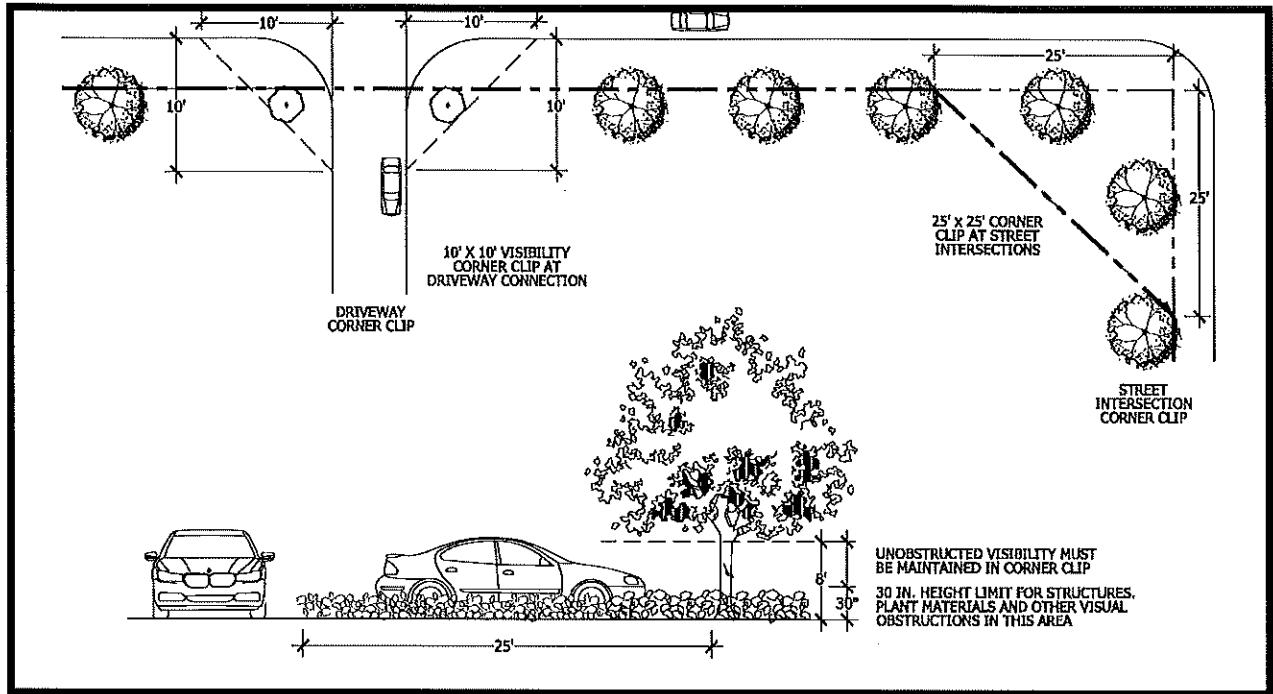 10'
10'
25'
10'
10'
25'
25' X 25' CORNER
CLIP AT STREET
INTERSECTIONS
10' X 10' VISIBILITY
CORNER CLIP AT
DRIVEWAY CONNECTION
DRIVEWAY
CORNER CLIP
STREET
INTERSECTION
CORNER CLIP
UNOBSTRUCTED VISIBILITY MUST
BE MAINTAINED IN CORNER CLIP
8'
30"
30 IN. HEIGHT LIMIT FOR STRUCTURES,
PLANT MATERIALS AND OTHER VISUAL
OBSTRUCTIONS IN THIS AREA
25'